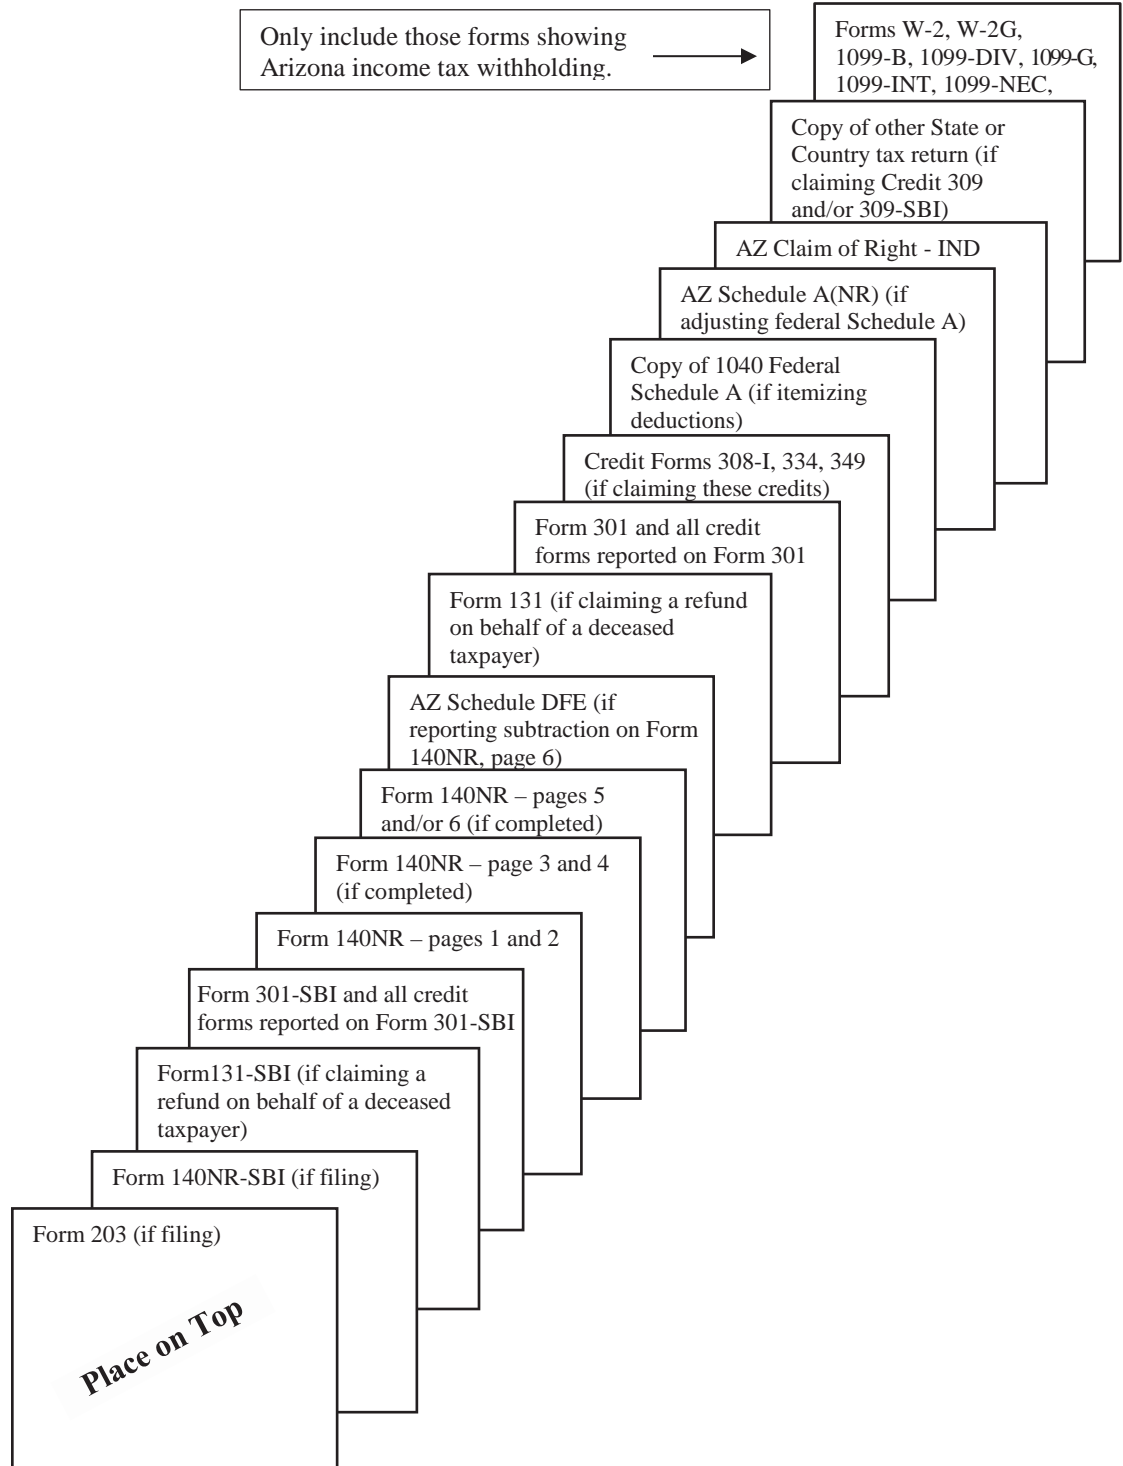 Only include those forms showing
Arizona income tax withholding.
Forms W-2, W-2G,
1099-B, 1099-DIV, 1099-G,
1099-INT, 1099-NEC,
Copy of other State or
Country tax return (if
claiming Credit 309
and/or 309-SBI)
AZ Claim of Right - IND
AZ Schedule A(NR) (if
adjusting federal Schedule A)
Copy of 1040 Federal
Schedule A (if itemizing
deductions)
Credit Forms 308-I, 334, 349
(if claiming these credits)
Form 301 and all credit
forms reported on Form 301
Form 131 (if claiming a refund
on behalf of a deceased
taxpayer)
AZ Schedule DFE (if
reporting subtraction on Form
140NR, page 6)
Form 140NR – pages 5
and/or 6 (if completed)
Form 140NR – page 3 and 4
(if completed)
Form 140NR – pages 1 and 2
Form 301-SBI and all credit
forms reported on Form 301-SBI
Form131-SBI (if claiming a
refund on behalf of a deceased
taxpayer)
Form 140NR-SBI (if filing)
Form 203 (if filing)
Place on Top